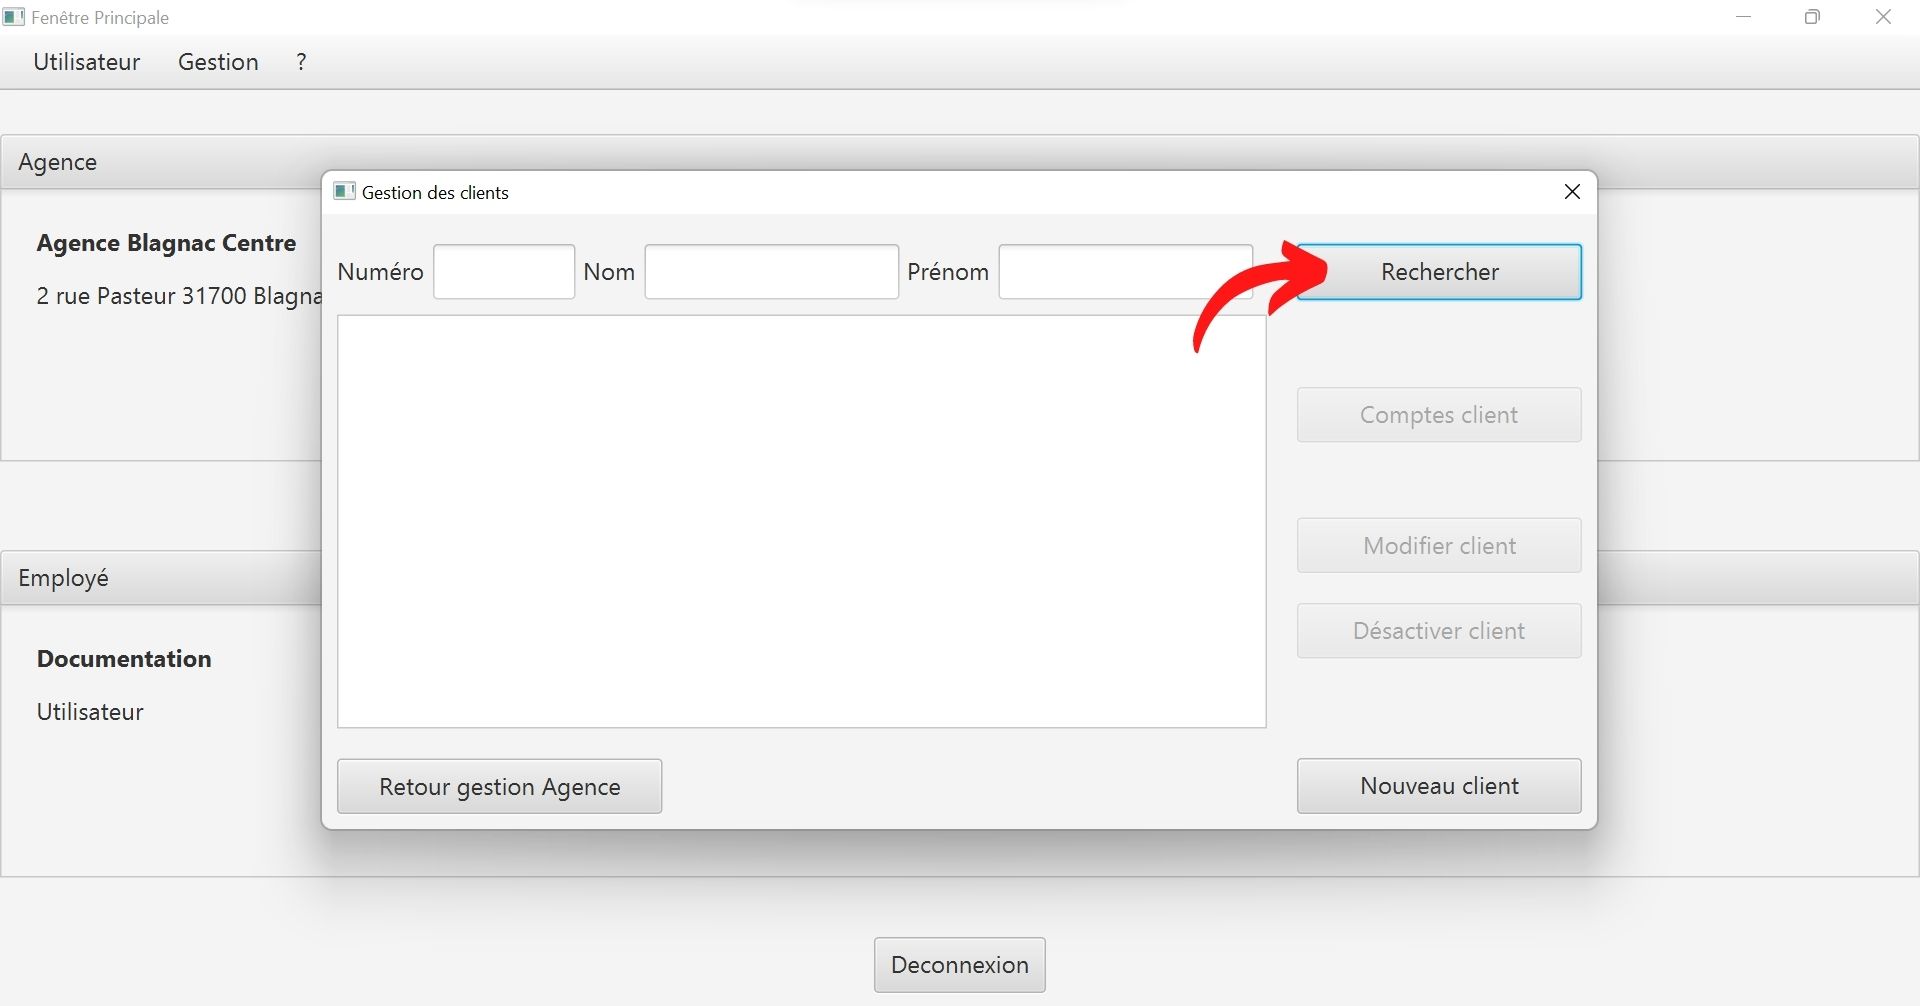 Fenêtre Principale
Utilisateur Gestion ?
Agence
Agence Blagnac Centre
2 rue Pasteur 31700 Blagna
Gestion des clients
Numéro Nom Prénom Rechercher
Comptes client
Modifier client
Désactiver client
Retour gestion Agence Nouveau client
Employé
Documentation
Utilisateur
Deconnexion